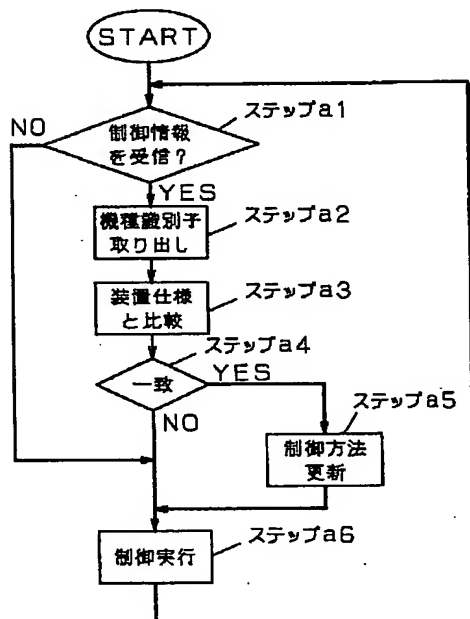 START
ステップa1
NO
制御情報
を受信?
YES
ステップa2
機種識別子
取り出し
ステップa3
装置仕様
と比較
ステップa4
一致
YES
NO
ステップa5
制御方法
更新
ステップa6
制御実行